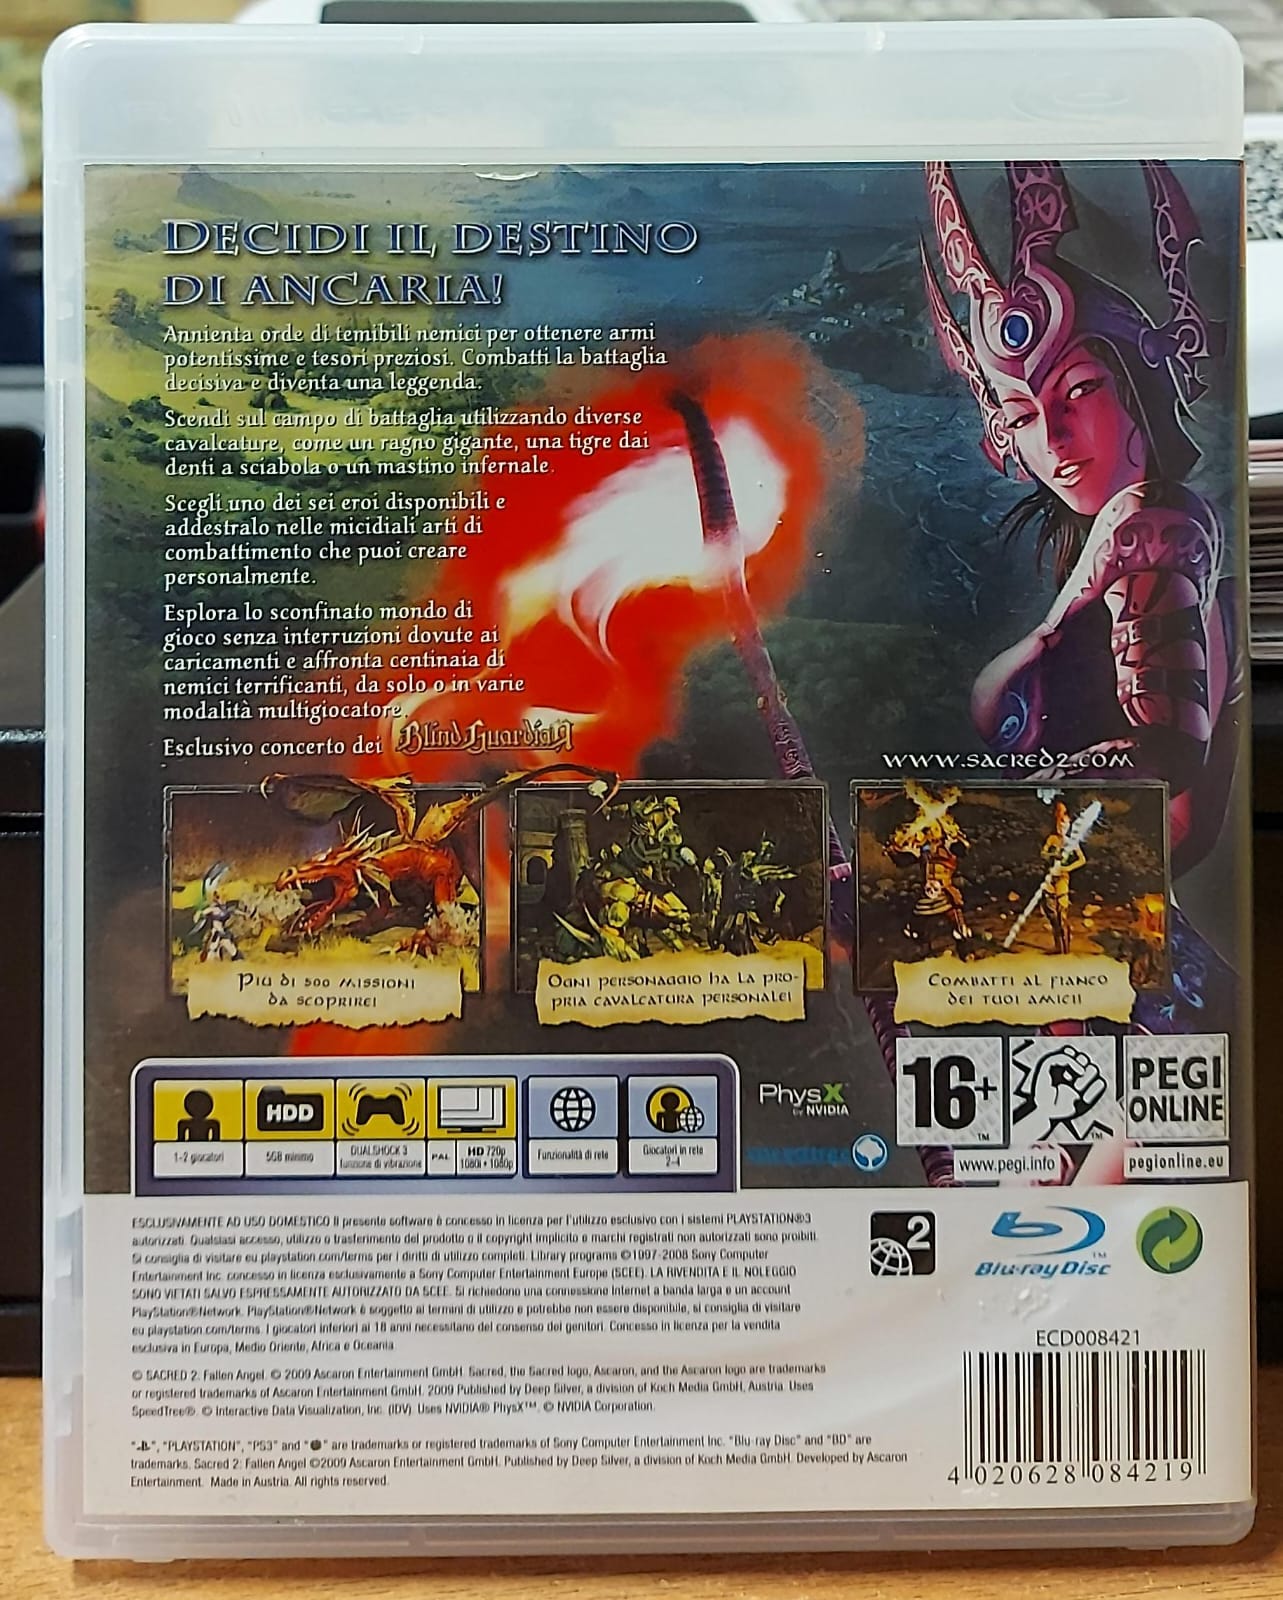 DECIDI IL DESTINO
DI ANCARIA!
Annienta orde di temibili nemici per ottenere armi
potentissime e tesori preziosi. Combatti la battaglia
decisiva e diventa una leggenda.
Scendi sul campo di battaglia utilizzando diverse
cavalcature, come un ragno gigante, una tigre dai
denti a sciabola o un mastino infernale.
Scegli uno dei sei eroi disponibili e
addestralo nelle micidiali arti di
combattimento che puoi creare
personalmente.
Esplora lo sconfinato mondo di
gioco senza interruzioni dovute ai
caricamenti e affronta centinaia di
nemici terrificanti, da solo o in varie
modalità multigiocatore.
Esclusivo concerto dei Blind Guardian
www.sacred2.com
Più di 500 missioni
da scoprire!
Ogni personaggio ha la pro-
pria cavalcatura personale!
Combatti al fianco
dei tuoi amici!
HDD
1-2 giocatori
5GB minimo
DUALSHOCK 3
funzione di vibrazione
PAL
HD 720p
1080i • 1080p
Funzionalità di rete
Giocatori in rete
2-4
PhysX
by NVIDIA
16+
PEGI
ONLINE
www.pegi.info
pegionline.eu
ESCLUSIVAMENTE AD USO DOMESTICO Il presente software è concesso in licenza per l'utilizzo esclusivo con i sistemi PLAYSTATION®3
autorizzati. Qualsiasi accesso, utilizzo o trasferimento del prodotto o il copyright implicito e marchi registrati non autorizzati sono proibiti.
Si consiglia di visitare eu.playstation.com/terms per i diritti di utilizzo completi. Library programs ©1997-2008 Sony Computer
Entertainment Inc. concesso in licenza esclusivamente a Sony Computer Entertainment Europe (SCEE). LA RIVENDITA E IL NOLEGGIO
SONO VIETATI SALVO ESPRESSAMENTE AUTORIZZATO DA SCEE. Si richiedono una connessione Internet a banda larga e un account
PlayStation®Network. PlayStation®Network è soggetto ai termini di utilizzo e potrebbe non essere disponibile, si consiglia di visitare
eu.playstation.com/terms. I giocatori inferiori ai 18 anni necessitano del consenso dei genitori. Concesso in licenza per la vendita
esclusiva in Europa, Medio Oriente, Africa e Oceania
© SACRED 2: Fallen Angel. © 2009 Ascaron Entertainment GmbH. Sacred, the Sacred logo, Ascaron, and the Ascaron logo are trademarks
or registered trademarks of Ascaron Entertainment GmbH. 2009 Published by Deep Silver, a division of Koch Media GmbH, Austria. Uses
SpeedTree®. © Interactive Data Visualization, Inc. (IDV). Uses NVIDIA® PhysX™. © NVIDIA Corporation.
", "PLAYSTATION", "PS3" and " " are trademarks or registered trademarks of Sony Computer Entertainment Inc. "Blu-ray Disc" and "BD" are
trademarks. Sacred 2: Fallen Angel ©2009 Ascaron Entertainment GmbH. Published by Deep Silver, a division of Koch Media GmbH. Developed by Ascaron
Entertainment. Made in Austria. All rights reserved.
2
Blu-ray Disc
ECD008421
4 020628 084219